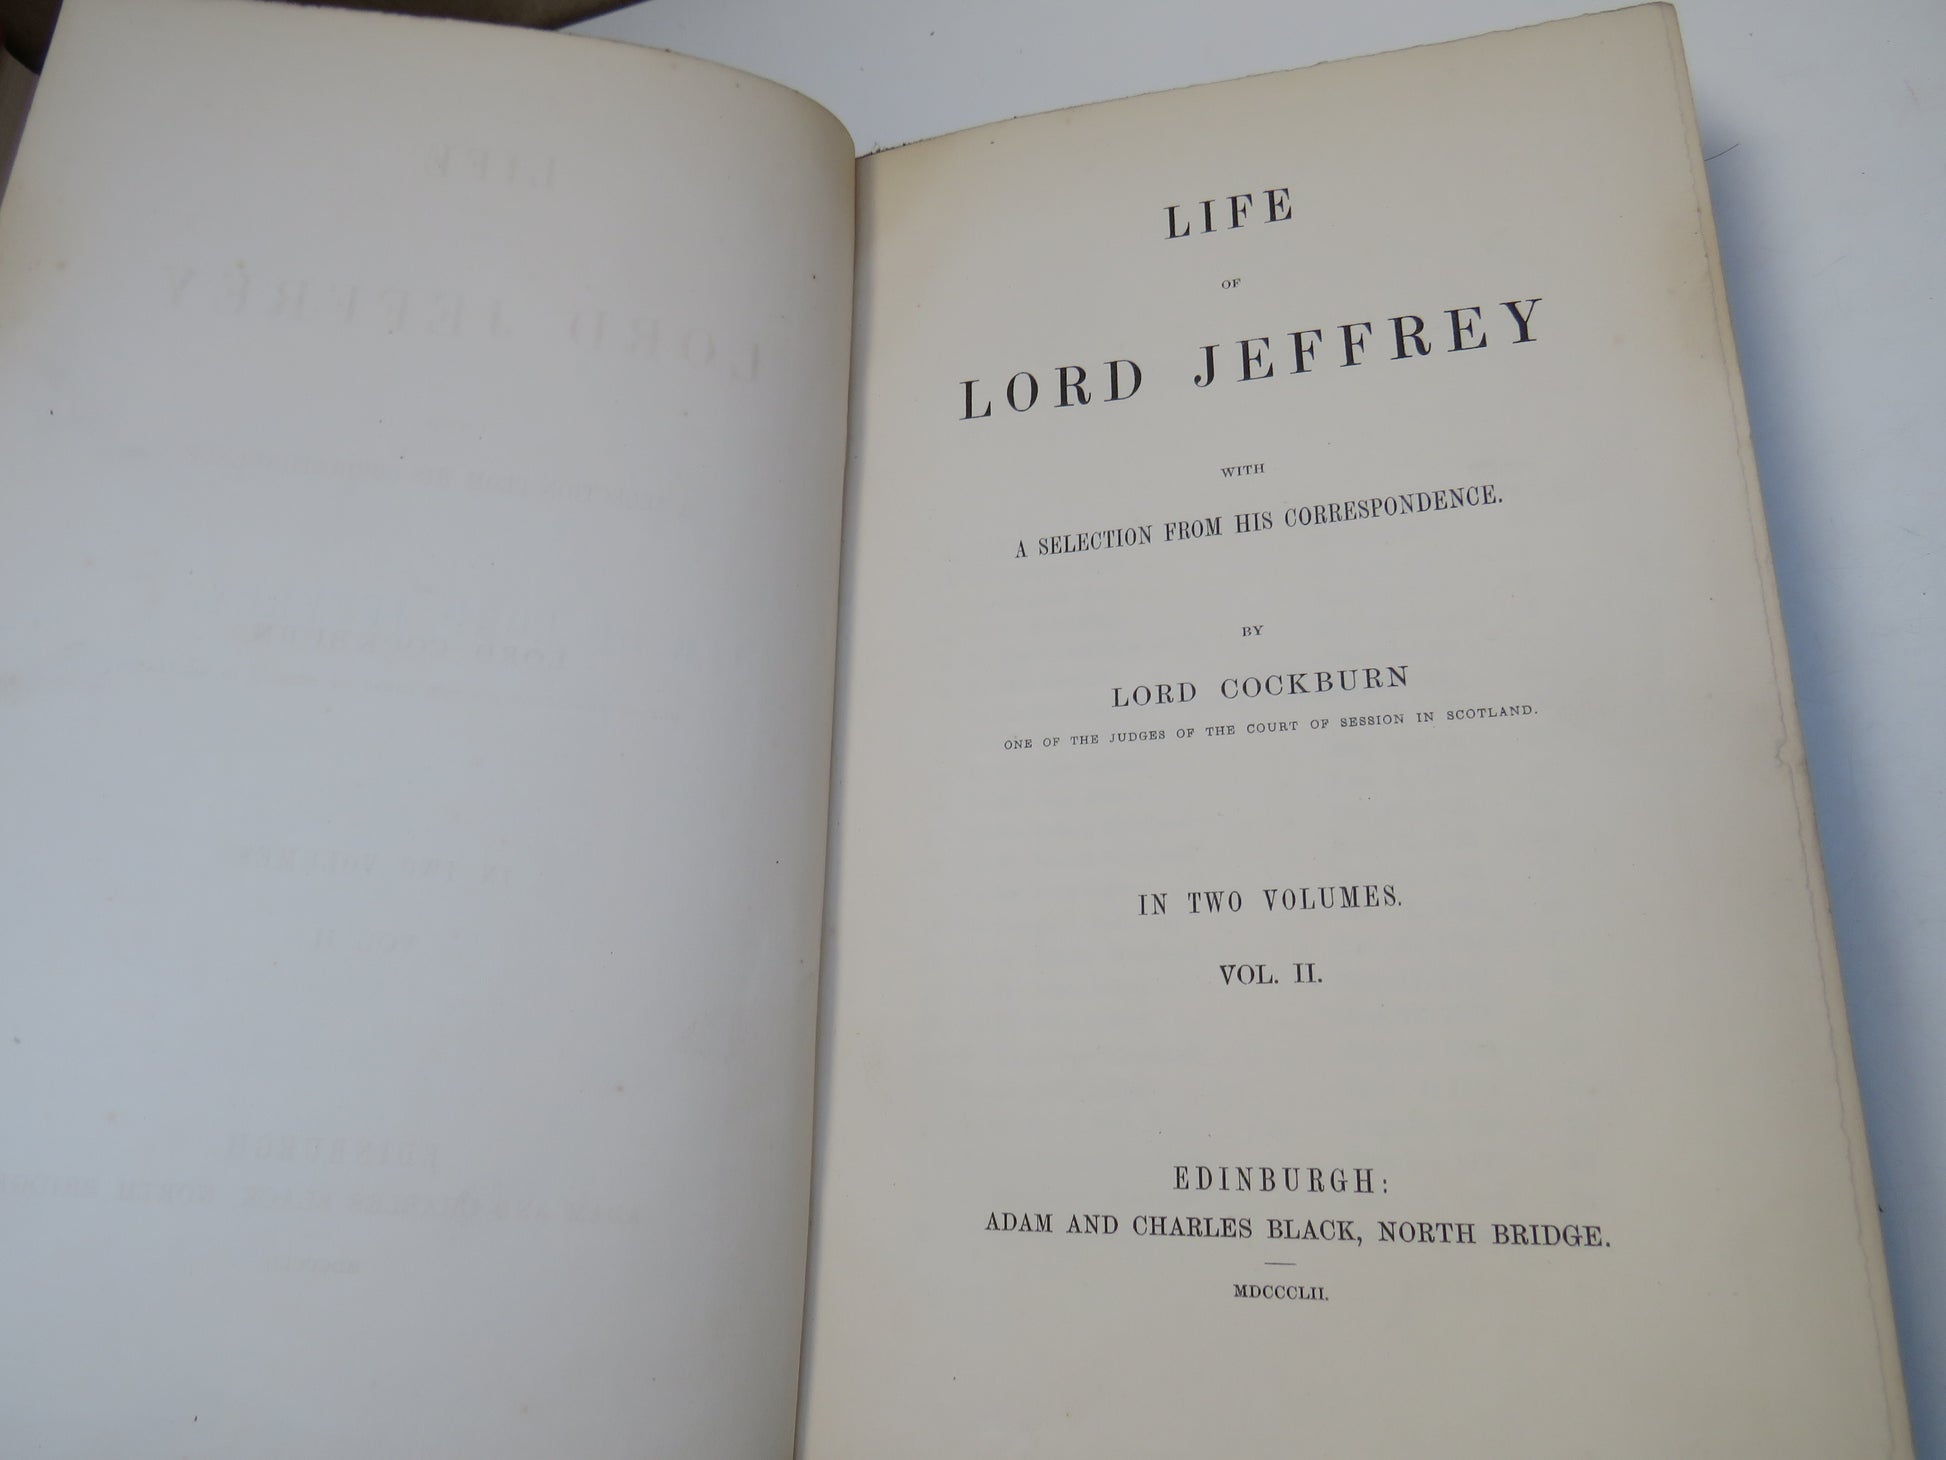 LIFE
OF
LORD JEFFREY
WITH
A SELECTION FROM HIS CORRESPONDENCE.
BY
LORD COCKBURN
ONE OF THE JUDGES OF THE COURT OF SESSION IN SCOTLAND.
IN TWO VOLUMES.
VOL. II.
EDINBURGH:
ADAM AND CHARLES BLACK, NORTH BRIDGE.
MDCCCLII.